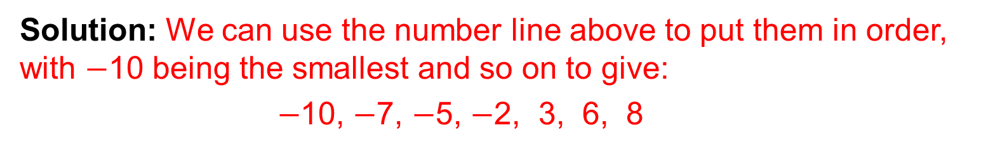 Solution: We can use the number line above to put them in order,
with −10 being the smallest and so on to give:
−10, −7, −5, −2, 3, 6, 8